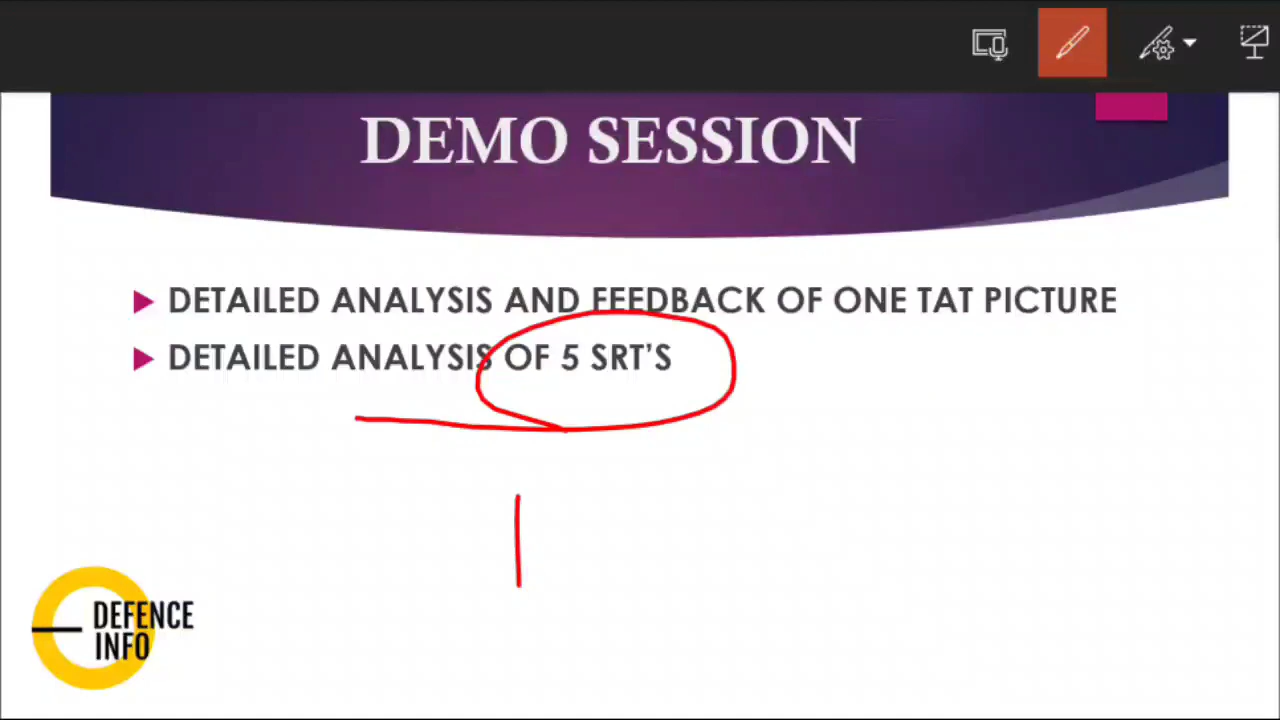 DEMO SESSION
DETAILED ANALYSIS AND FEEDBACK OF ONE TAT PICTURE
DETAILED ANALYSIS OF 5 SRT'S
DEFENCE
INFO